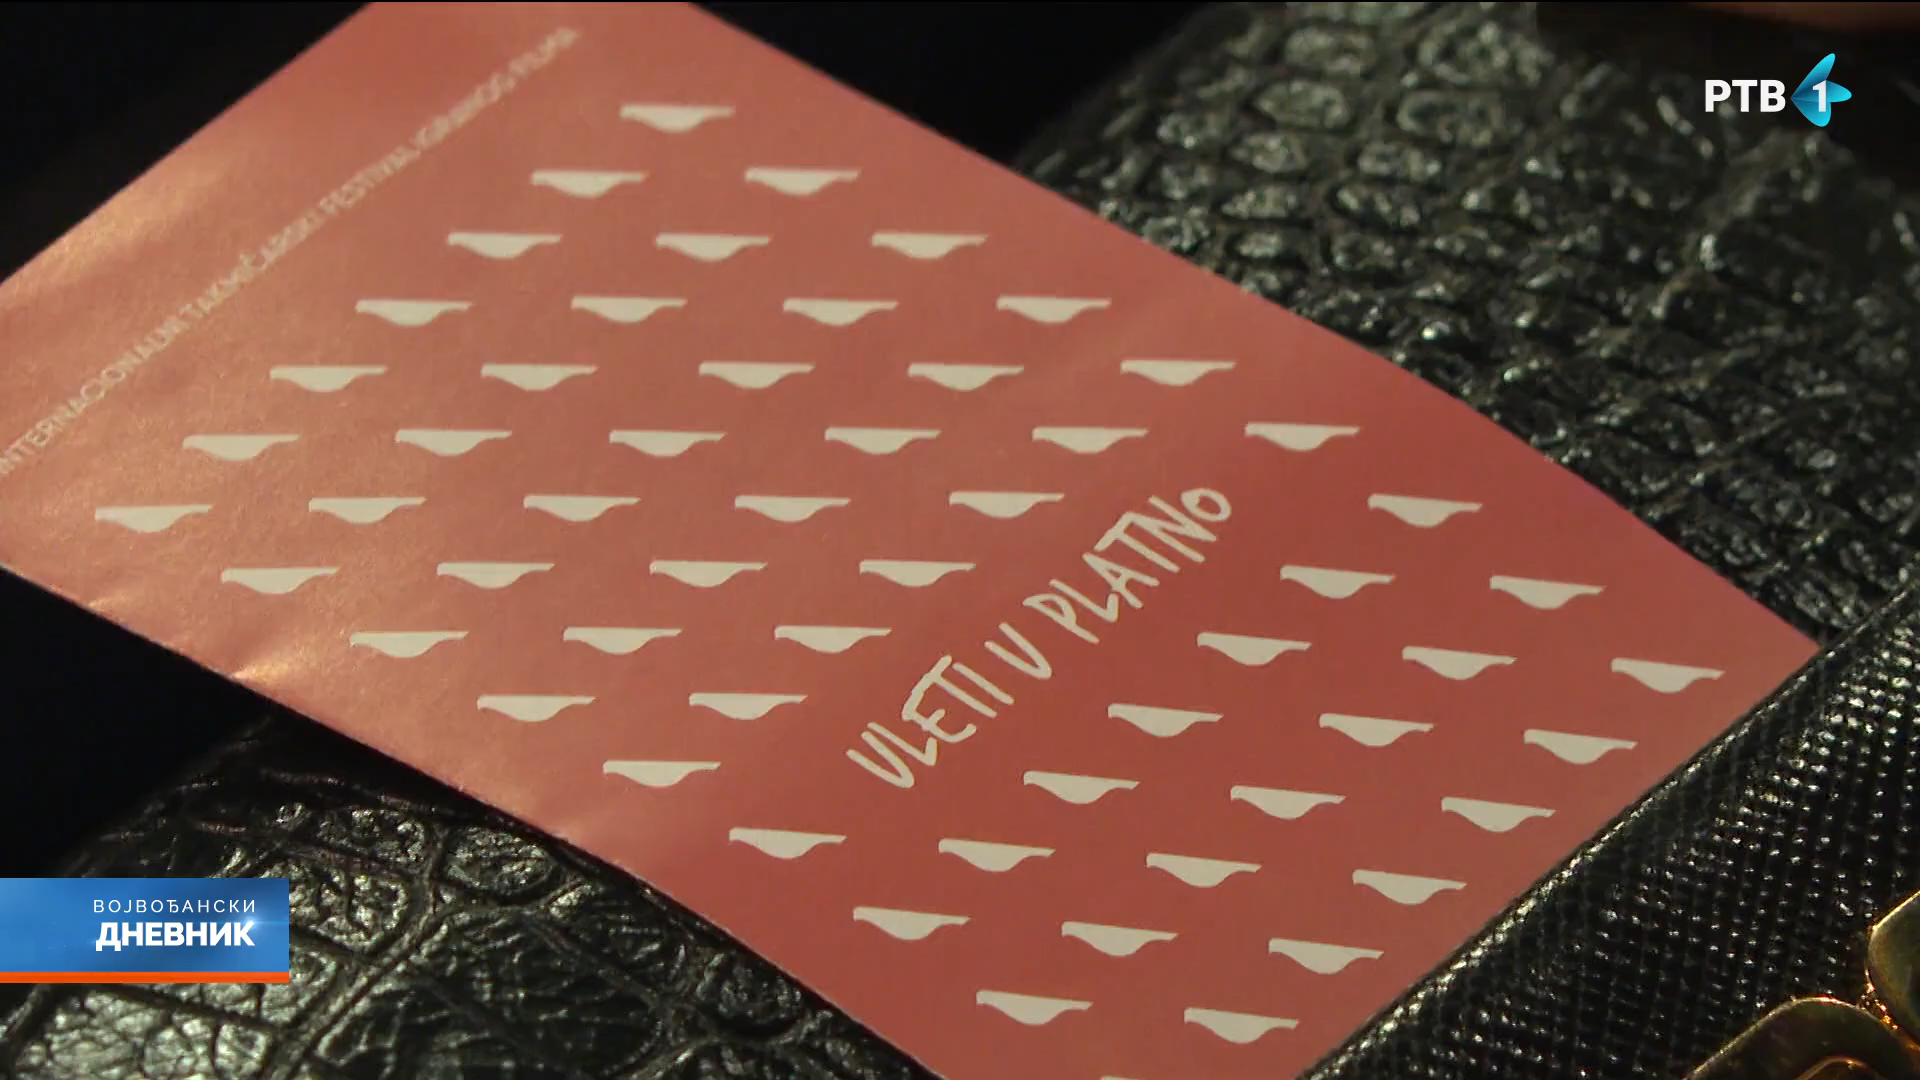 РТВ 1
INTERNACIONALNI TAKMIČARSKI FESTIVAL IGRANOG FILMA
ULETI U PLATNO
ВОЈВОЂАНСКИ
ДНЕВНИК